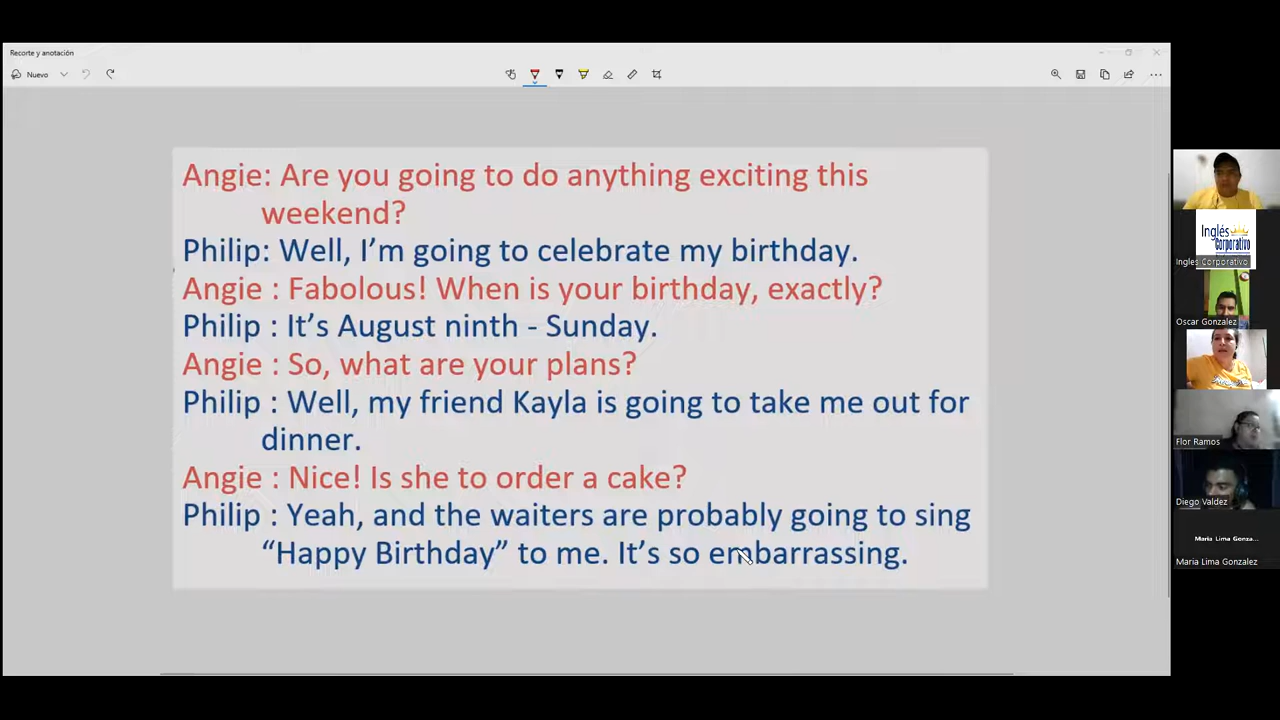 Recorte y anotación
Nuevo
Angie: Are you going to do anything exciting this
weekend?
Philip: Well, I’m going to celebrate my birthday.
Angie : Fabolous! When is your birthday, exactly?
Philip : It’s August ninth - Sunday.
Angie : So, what are your plans?
Philip : Well, my friend Kayla is going to take me out for
dinner.
Angie : Nice! Is she to order a cake?
Philip : Yeah, and the waiters are probably going to sing
“Happy Birthday” to me. It’s so embarrassing.
Inglés
Corporativo
Ingles Corporativo
Oscar Gonzalez
Flor Ramos
Diego Valdez
Maria Lima Gonza...
Maria Lima Gonzalez